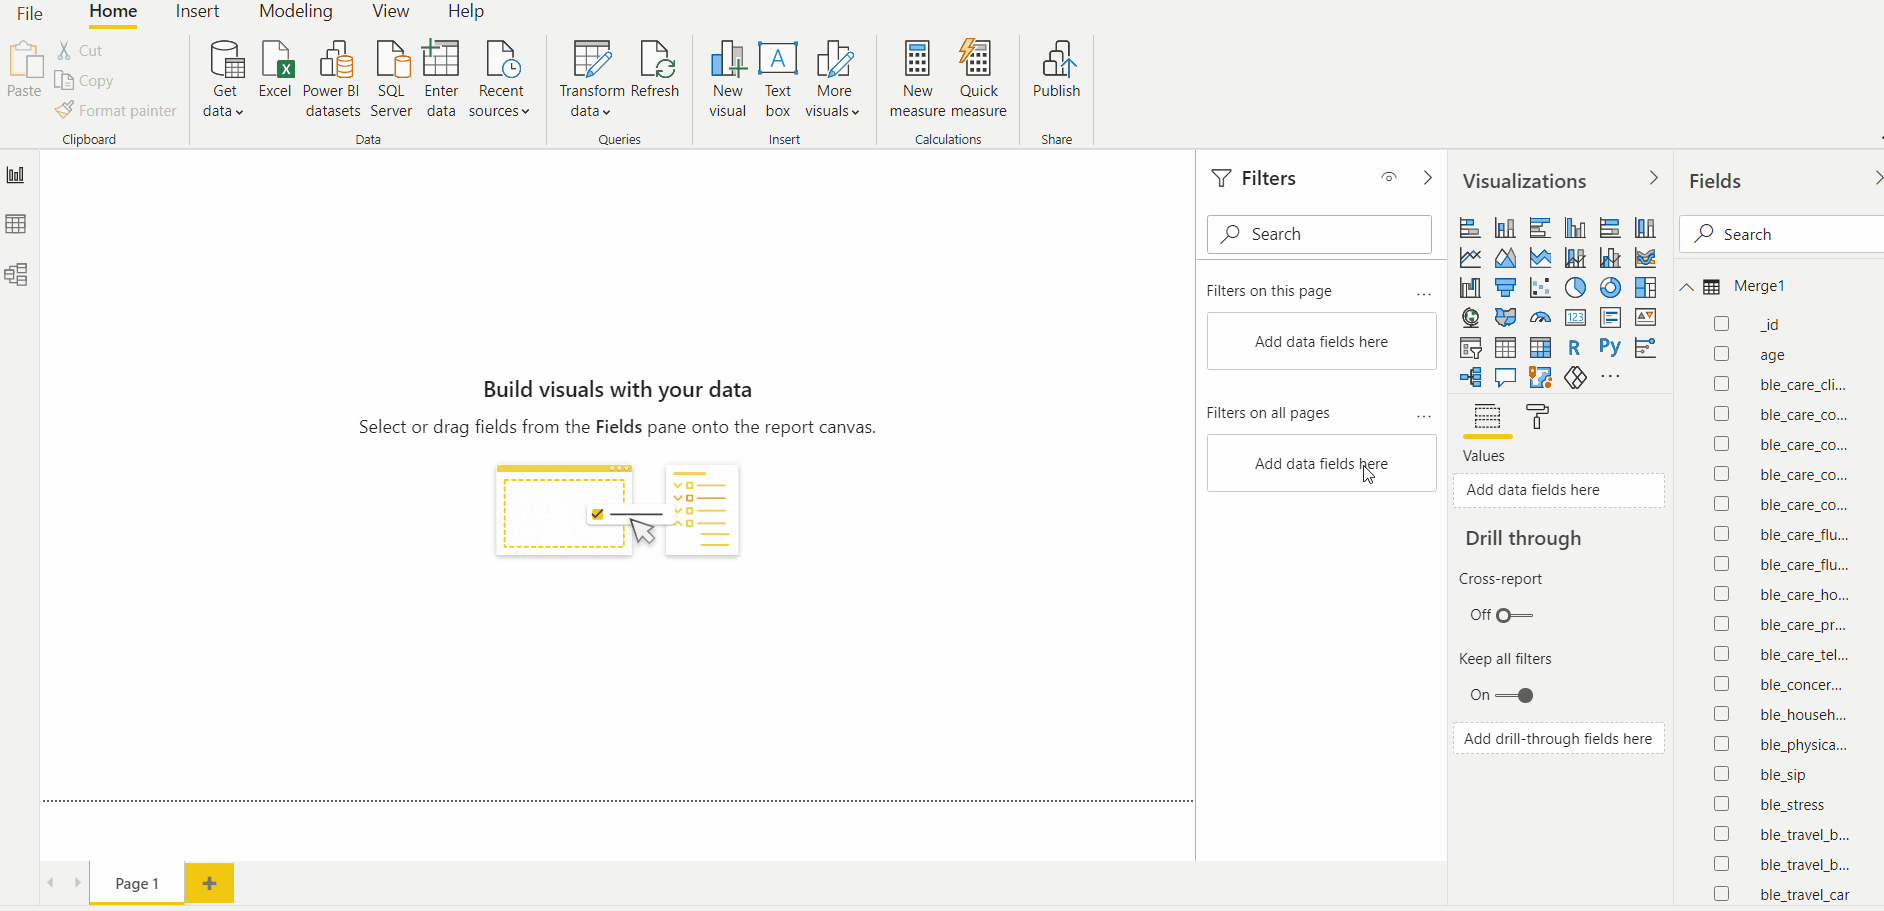 File
Home
Insert
Modeling
View
Help
Paste
Cut
Copy
Format painter
Clipboard
Get
data
Excel
Power BI
datasets
SQL
Server
Enter
data
Recent
sources
Data
Transform
data
Refresh
Queries
New
visual
Text
box
More
visuals
Insert
New
measure
Quick
measure
Calculations
Publish
Share
Build visuals with your data
Select or drag fields from the Fields pane onto the report canvas.
Page 1
Filters
Search
Filters on this page
...
Add data fields here
Filters on all pages
...
Add data fields here
Visualizations
123
R
Py
...
Values
Add data fields here
Drill through
Cross-report
Off
Keep all filters
On
Add drill-through fields here
Fields
Search
Merge1
_id
age
ble_care_cli...
ble_care_co...
ble_care_co...
ble_care_co...
ble_care_co...
ble_care_flu...
ble_care_flu...
ble_care_ho...
ble_care_pr...
ble_care_tel...
ble_concer...
ble_househ...
ble_physica...
ble_sip
ble_stress
ble_travel_b...
ble_travel_b...
ble_travel_car